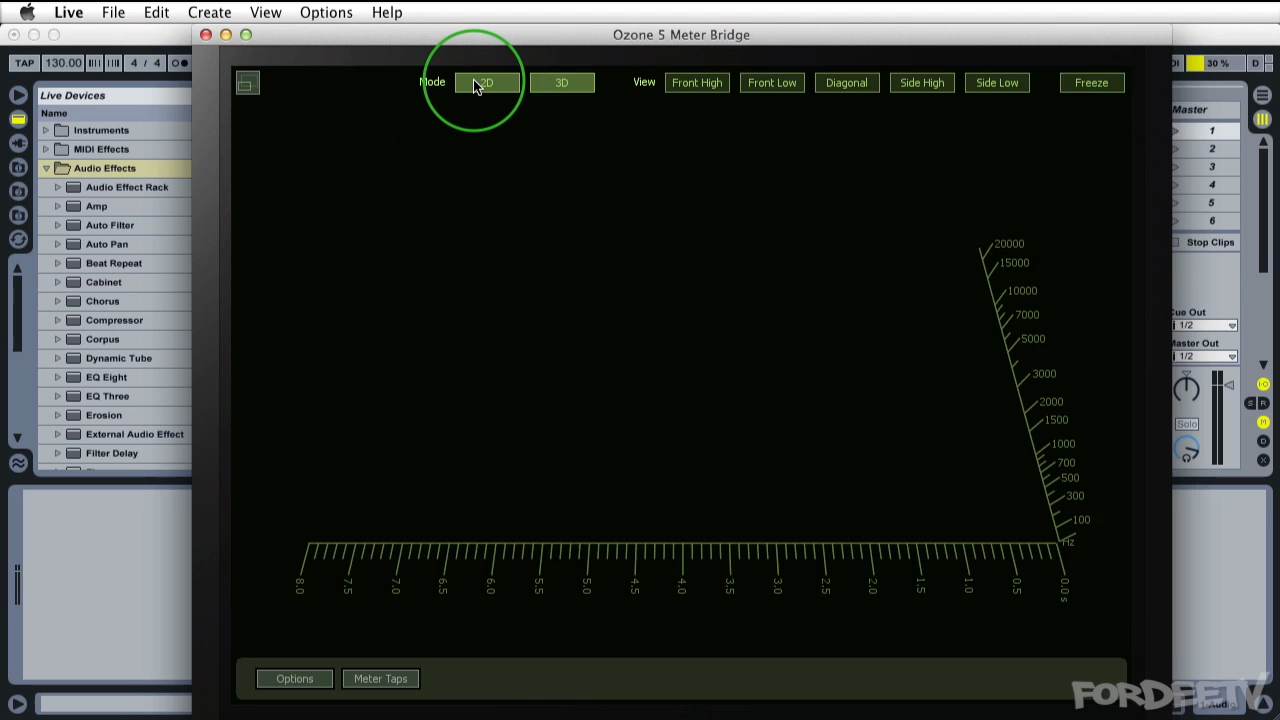 Live File Edit Create View Options Help
Ozone 5 Meter Bridge
TAP 130.00 4 / 4
30 % D
Mode 2D 3D View Front High Front Low Diagonal Side High Side Low Freeze
Live Devices
Name
Instruments
MIDI Effects
Audio Effects
Audio Effect Rack
Amp
Auto Filter
Auto Pan
Beat Repeat
Cabinet
Chorus
Compressor
Corpus
Dynamic Tube
EQ Eight
EQ Three
Erosion
External Audio Effect
Filter Delay
20000
15000
10000
7000
5000
3000
2000
1500
1000
700
500
300
100
Hz
8.0 7.5 7.0 6.5 6.0 5.5 5.0 4.5 4.0 3.5 3.0 2.5 2.0 1.5 1.0 0.5 0.0 s
Master
1
2
3
4
5
6
Stop Clips
Cue Out
1/2
Master Out
1/2
I·O
S R
Solo
M
D
X
Options Meter Taps
FORDEETV